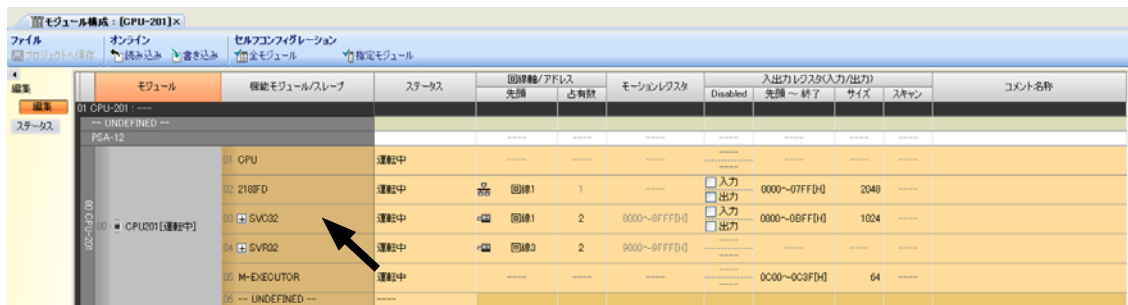 モジュール構成 : [CPU-201]×
ファイル オンライン セルフコンフィグレーション
プロジェクトへ保存 読み込み 書き込み 全モジュール 指定モジュール
編集
編集
ステータス
モジュール 機能モジュール/スレーブ ステータス 回線軸/アドレス モーションレジスタ 入出力レジスタ(入力/出力) コメント名称
先頭 占有数 Disabled 先頭 ～ 終了 サイズ スキャン
01 CPU-201 : ---
-- UNDEFINED --
PSA-12 ---- ---- ---- ---- ---- ----
00 CPU-201
00 : CPU201[運転中]
01 CPU 運転中 ---- ---- ---- ---- ---- ---- ----
02 218IFD 運転中 回線1 1 ---- 入力 出力 0000～07FF[H] 2048 ----
03 + SVC32 運転中 回線1 2 8000～8FFF[H] 入力 出力 0800～0BFF[H] 1024 ----
04 + SVR32 運転中 回線3 2 9000～9FFF[H] ---- ---- ---- ----
05 M-EXECUTOR 運転中 ---- ---- ---- ---- 0C00～0C3F[H] 64 ----
06 -- UNDEFINED -- ----